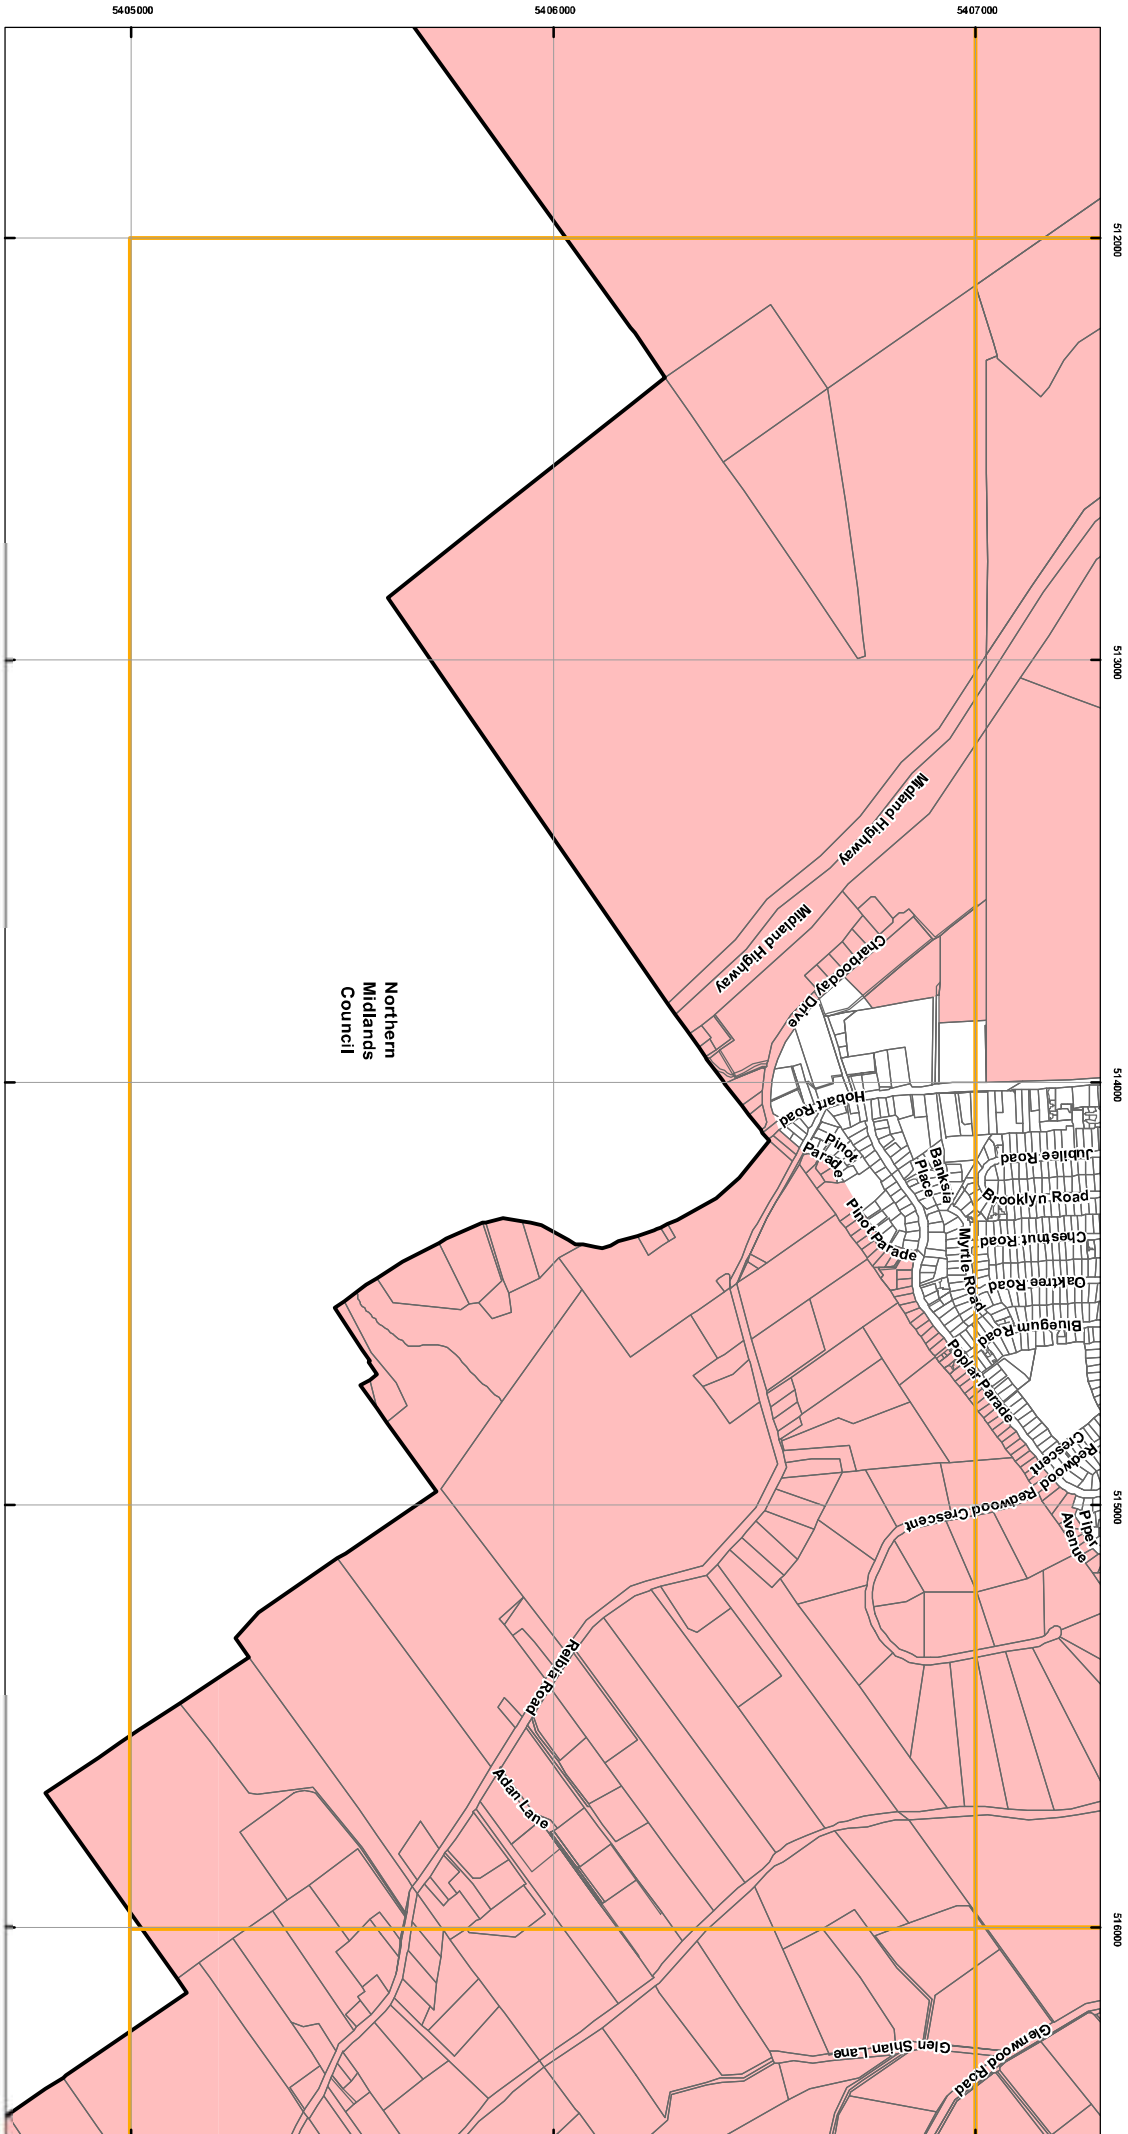 5405000
5406000
5407000
512000
513000
514000
515000
516000
Midland Highway
Midland Highway
Charbooday Drive
Hobart Road
Pinot
Parade
Pinot Parade
Banksia
Place
Jubilee Road
Brooklyn Road
Chestnut Road
Myrtle Road
Oaktree Road
Bluegum Road
Poplar Parade
Redwood
Crescent
Redwood Crescent
Piper
Avenue
Northern
Midlands
Council
Relbia Road
Adan Lane
Glen Shian Lane
Glenwood Road